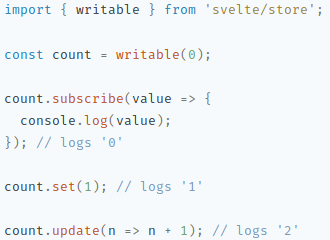 import { writable } from 'svelte/store';
const count = writable(0);
count.subscribe(value => {
  console.log(value);
}); // logs '0'
count.set(1); // logs '1'
count.update(n => n + 1); // logs '2'